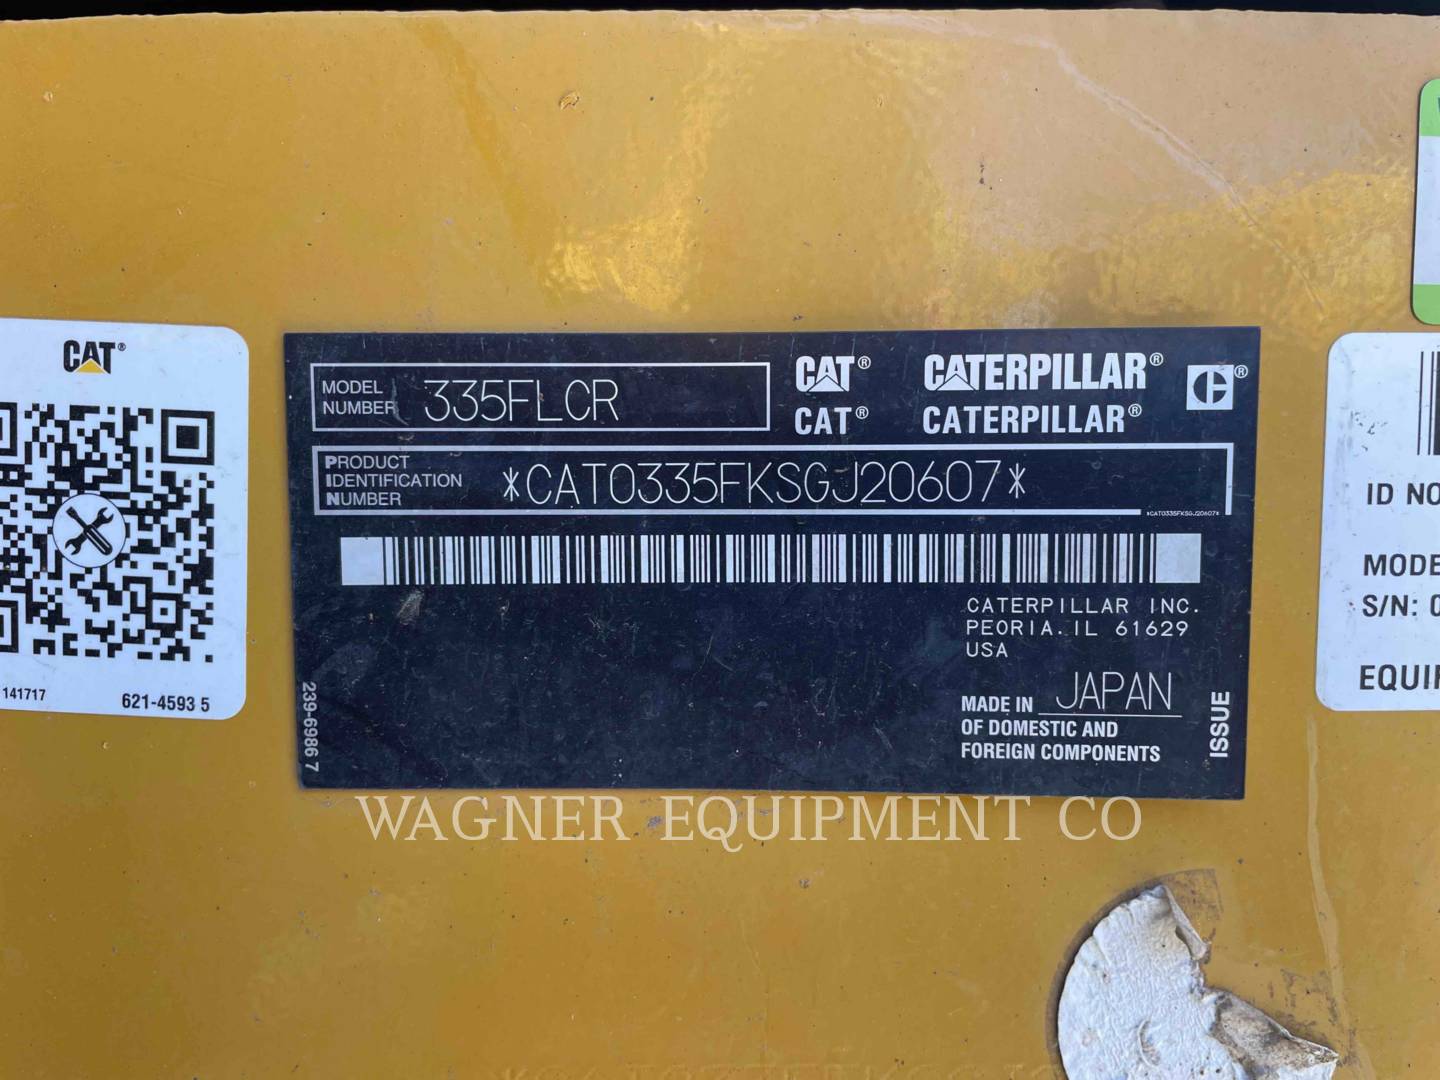 CAT®
141717
621-4593 5
MODEL NUMBER 335FLCR
CAT® CATERPILLAR®
CAT® CATERPILLAR®
PRODUCT IDENTIFICATION NUMBER *CAT0335FKSGJ20607*
*CAT0335FKSGJ20607*
CATERPILLAR INC.
PEORIA. IL 61629
USA
MADE IN JAPAN
OF DOMESTIC AND
FOREIGN COMPONENTS
ISSUE
239-6986 7
ID NO
S/N: 0
WAGNER EQUIPMENT CO